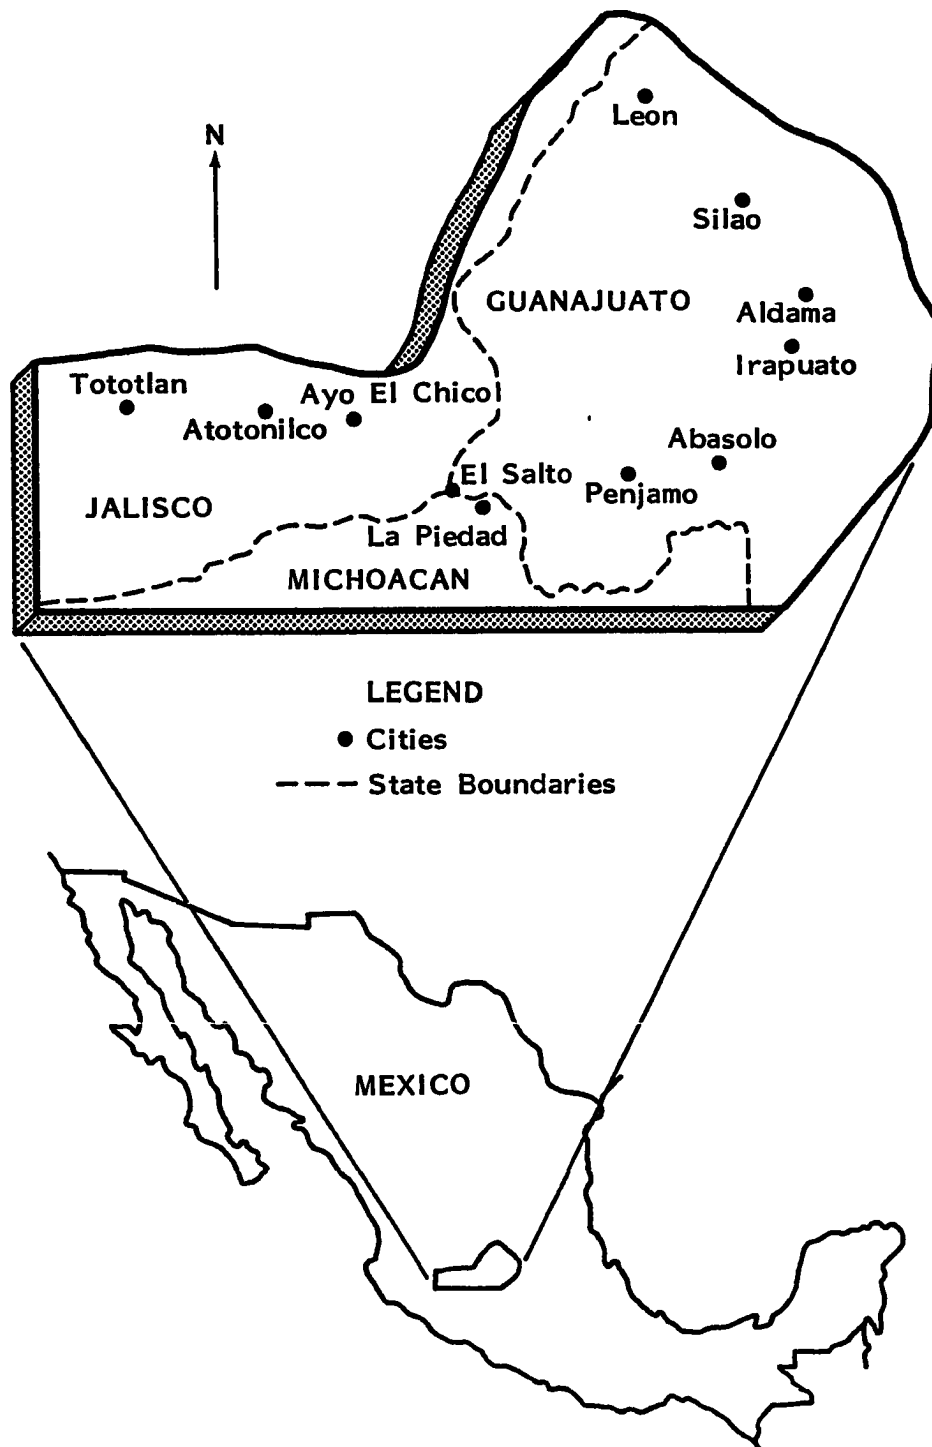 N
Leon
Silao
GUANAJUATO
Aldama
Irapuato
Tototlan
Ayo El Chico
Atotonilco
Abasolo
El Salto
Penjamo
JALISCO
La Piedad
MICHOACAN
LEGEND
Cities
State Boundaries
MEXICO